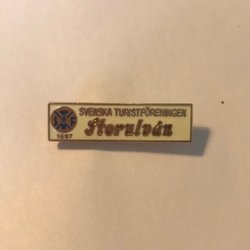 SVENSKA TURISTFÖRENINGEN
Storulvån
1897